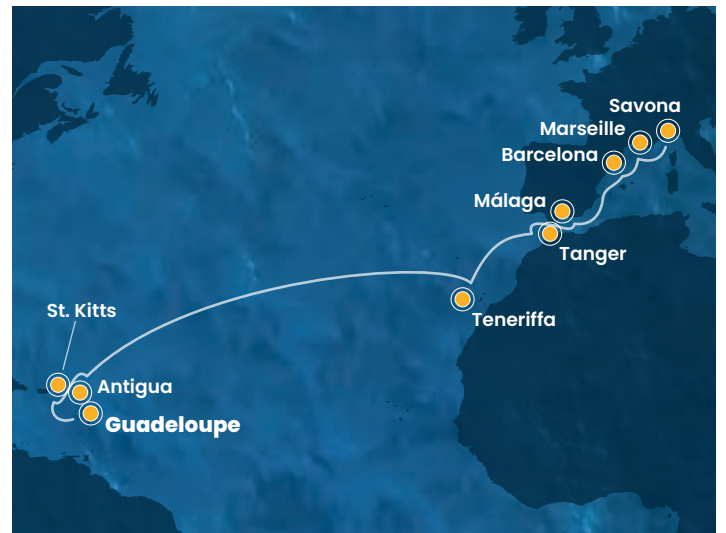 Savona
Marseille
Barcelona
Málaga
Tanger
Teneriffa
St. Kitts
Antigua
Guadeloupe